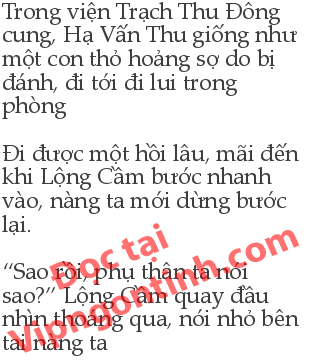 Trong viện Trạch Thu Đông
cung, Hạ Vấn Thu giống như
một con thỏ hoảng sợ do bị
đánh, đi tới đi lui trong
phòng
Đi được một hồi lâu, mãi đến
khi Lộng Cầm bước nhanh
vào, nàng ta mới dừng bước
lại.
Đọc tại
Vipngontinh.com
“Sao rồi, phụ thân ta nói
sao?” Lộng Cầm quay đầu
nhìn thoáng qua, nói nhỏ bên
tai nàng ta